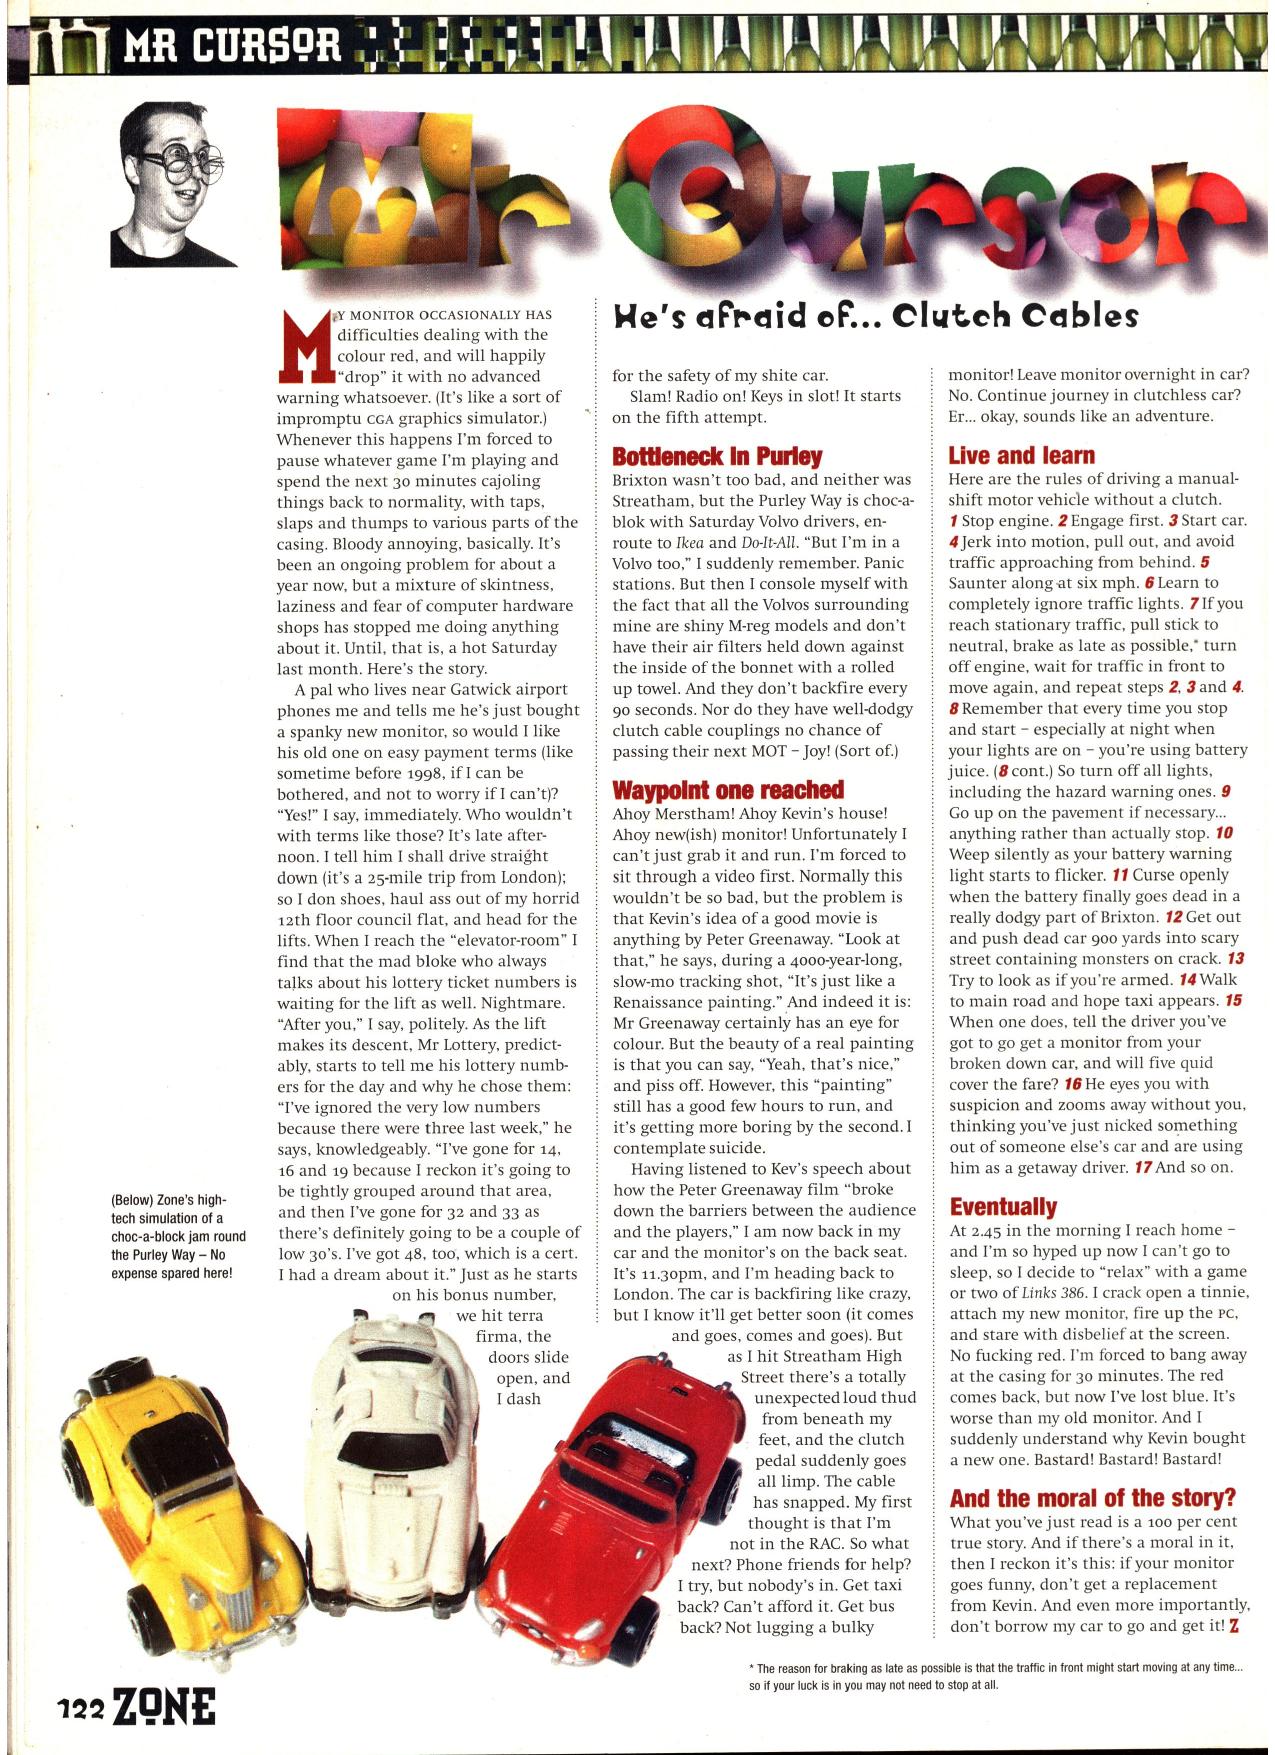 MR CURSOR
Mr Cursor
He's afraid of... Clutch Cables
MY MONITOR OCCASIONALLY HAS
difficulties dealing with the
colour red, and will happily
"drop" it with no advanced
warning whatsoever. (It's like a sort of
impromptu CGA graphics simulator.)
Whenever this happens I'm forced to
pause whatever game I'm playing and
spend the next 30 minutes cajoling
things back to normality, with taps,
slaps and thumps to various parts of the
casing. Bloody annoying, basically. It's
been an ongoing problem for about a
year now, but a mixture of skintness,
laziness and fear of computer hardware
shops has stopped me doing anything
about it. Until, that is, a hot Saturday
last month. Here's the story.
A pal who lives near Gatwick airport
phones me and tells me he's just bought
a spanky new monitor, so would I like
his old one on easy payment terms (like
sometime before 1998, if I can be
bothered, and not to worry if I can't)?
"Yes!" I say, immediately. Who wouldn't
with terms like those? It's late after-
noon. I tell him I shall drive straight
down (it's a 25-mile trip from London);
so I don shoes, haul ass out of my horrid
12th floor council flat, and head for the
lifts. When I reach the "elevator-room" I
find that the mad bloke who always
talks about his lottery ticket numbers is
waiting for the lift as well. Nightmare.
"After you," I say, politely. As the lift
makes its descent, Mr Lottery, predict-
ably, starts to tell me his lottery numb-
ers for the day and why he chose them:
"I've ignored the very low numbers
because there were three last week," he
says, knowledgeably. "I've gone for 14,
16 and 19 because I reckon it's going to
be tightly grouped around that area,
and then I've gone for 32 and 33 as
there's definitely going to be a couple of
low 30's. I've got 48, too, which is a cert.
I had a dream about it." Just as he starts
on his bonus number,
we hit terra
firma, the
doors slide
open, and
I dash
for the safety of my shite car.
Slam! Radio on! Keys in slot! It starts
on the fifth attempt.
Bottleneck in Purley
Brixton wasn't too bad, and neither was
Streatham, but the Purley Way is choc-a-
blok with Saturday Volvo drivers, en-
route to Ikea and Do-It-All. "But I'm in a
Volvo too," I suddenly remember. Panic
stations. But then I console myself with
the fact that all the Volvos surrounding
mine are shiny M-reg models and don't
have their air filters held down against
the inside of the bonnet with a rolled
up towel. And they don't backfire every
90 seconds. Nor do they have well-dodgy
clutch cable couplings no chance of
passing their next MOT – Joy! (Sort of.)
Waypoint one reached
Ahoy Merstham! Ahoy Kevin's house!
Ahoy new(ish) monitor! Unfortunately I
can't just grab it and run. I'm forced to
sit through a video first. Normally this
wouldn't be so bad, but the problem is
that Kevin's idea of a good movie is
anything by Peter Greenaway. "Look at
that," he says, during a 4000-year-long,
slow-mo tracking shot, "It's just like a
Renaissance painting." And indeed it is:
Mr Greenaway certainly has an eye for
colour. But the beauty of a real painting
is that you can say, "Yeah, that's nice,"
and piss off. However, this "painting"
still has a good few hours to run, and
it's getting more boring by the second. I
contemplate suicide.
Having listened to Kev's speech about
how the Peter Greenaway film "broke
down the barriers between the audience
and the players," I am now back in my
car and the monitor's on the back seat.
It's 11.30pm, and I'm heading back to
London. The car is backfiring like crazy,
but I know it'll get better soon (it comes
and goes, comes and goes). But
as I hit Streatham High
Street there's a totally
unexpected loud thud
from beneath my
feet, and the clutch
pedal suddenly goes
all limp. The cable
has snapped. My first
thought is that I'm
not in the RAC. So what
next? Phone friends for help?
I try, but nobody's in. Get taxi
back? Can't afford it. Get bus
back? Not lugging a bulky
monitor! Leave monitor overnight in car?
No. Continue journey in clutchless car?
Er... okay, sounds like an adventure.
Live and learn
Here are the rules of driving a manual-
shift motor vehicle without a clutch.
1 Stop engine. 2 Engage first. 3 Start car.
4 Jerk into motion, pull out, and avoid
traffic approaching from behind. 5
Saunter along at six mph. 6 Learn to
completely ignore traffic lights. 7 If you
reach stationary traffic, pull stick to
neutral, brake as late as possible,* turn
off engine, wait for traffic in front to
move again, and repeat steps 2, 3 and 4.
8 Remember that every time you stop
and start – especially at night when
your lights are on – you're using battery
juice. (8 cont.) So turn off all lights,
including the hazard warning ones. 9
Go up on the pavement if necessary...
anything rather than actually stop. 10
Weep silently as your battery warning
light starts to flicker. 11 Curse openly
when the battery finally goes dead in a
really dodgy part of Brixton. 12 Get out
and push dead car 900 yards into scary
street containing monsters on crack. 13
Try to look as if you're armed. 14 Walk
to main road and hope taxi appears. 15
When one does, tell the driver you've
got to go get a monitor from your
broken down car, and will five quid
cover the fare? 16 He eyes you with
suspicion and zooms away without you,
thinking you've just nicked something
out of someone else's car and are using
him as a getaway driver. 17 And so on.
Eventually
At 2.45 in the morning I reach home –
and I'm so hyped up now I can't go to
sleep, so I decide to "relax" with a game
or two of Links 386. I crack open a tinnie,
attach my new monitor, fire up the PC,
and stare with disbelief at the screen.
No fucking red. I'm forced to bang away
at the casing for 30 minutes. The red
comes back, but now I've lost blue. It's
worse than my old monitor. And I
suddenly understand why Kevin bought
a new one. Bastard! Bastard! Bastard!
And the moral of the story?
What you've just read is a 100 per cent
true story. And if there's a moral in it,
then I reckon it's this: if your monitor
goes funny, don't get a replacement
from Kevin. And even more importantly,
don't borrow my car to go and get it! Z
(Below) Zone's high-
tech simulation of a
choc-a-block jam round
the Purley Way – No
expense spared here!
* The reason for braking as late as possible is that the traffic in front might start moving at any time...
so if your luck is in you may not need to stop at all.
122 ZONE